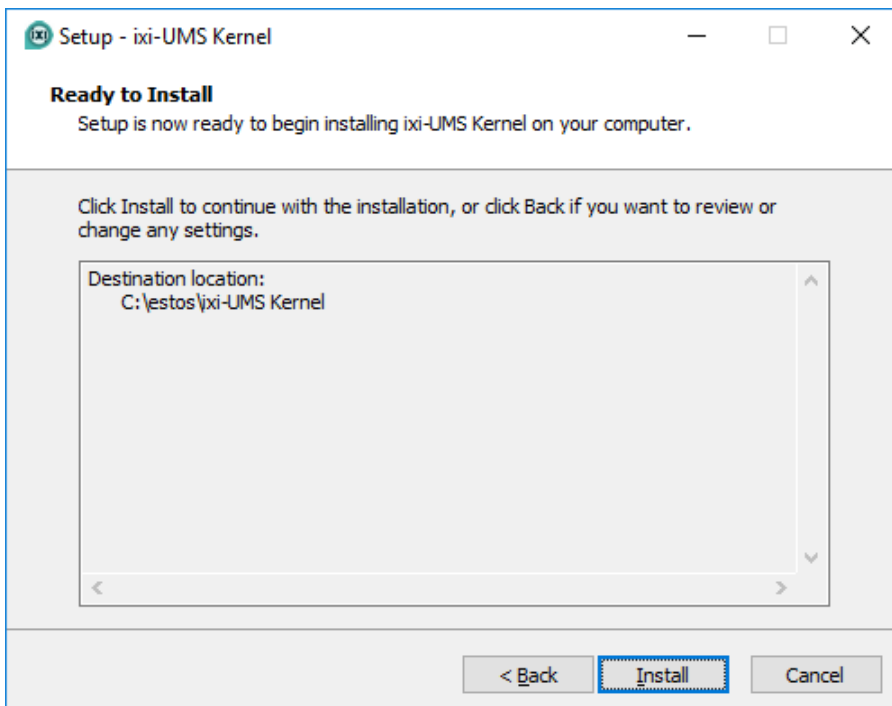 ixi
Setup - ixi-UMS Kernel
Ready to Install
Setup is now ready to begin installing ixi-UMS Kernel on your computer.
Click Install to continue with the installation, or click Back if you want to review or
change any settings.
Destination location:
C:\estos\ixi-UMS Kernel
< Back
Install
Cancel